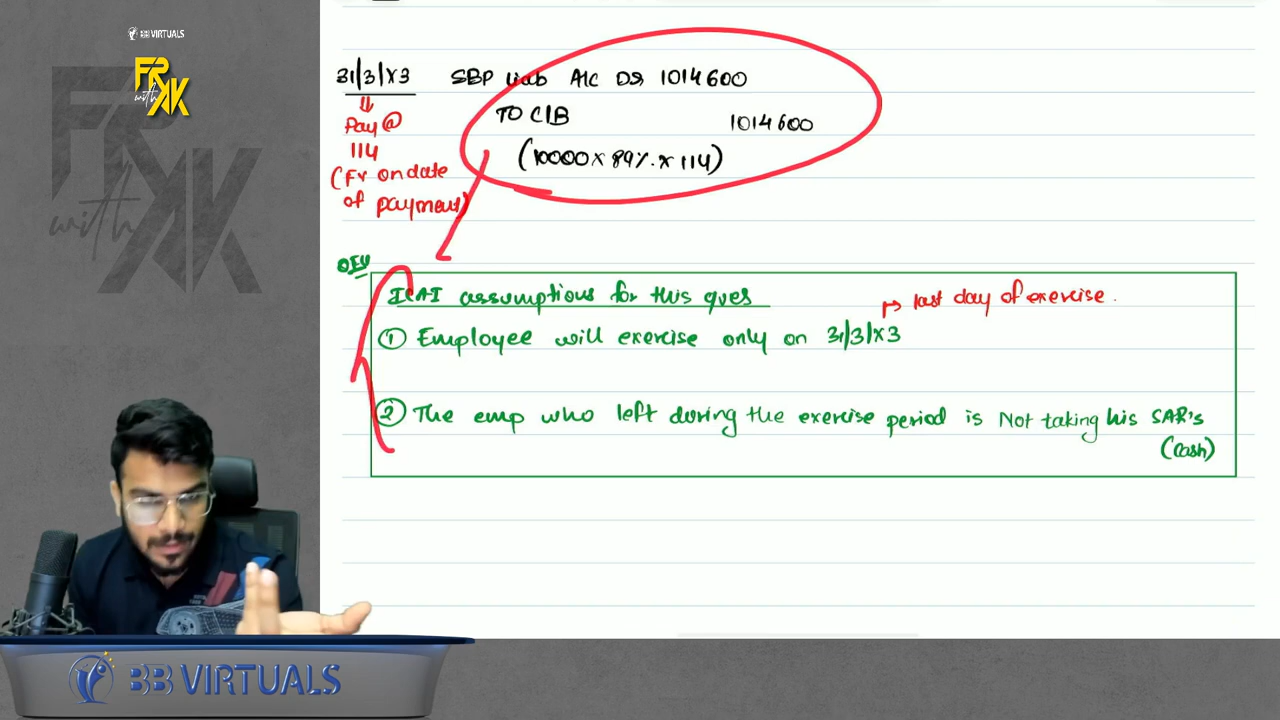 BB VIRTUALS
FR
with
AK
31/3/X3 SBP liab A/C Dr 1014600
TO C/B 1014600
(10000 x 89% x 114)
Pay @
114
(FV on date
of payment)
ICAI assumptions for this ques
→ last day of exercise.
① Employee will exercise only on 31/3/X3
② The emp who left during the exercise period is Not taking his SAR's
(cash)
BB VIRTUALS